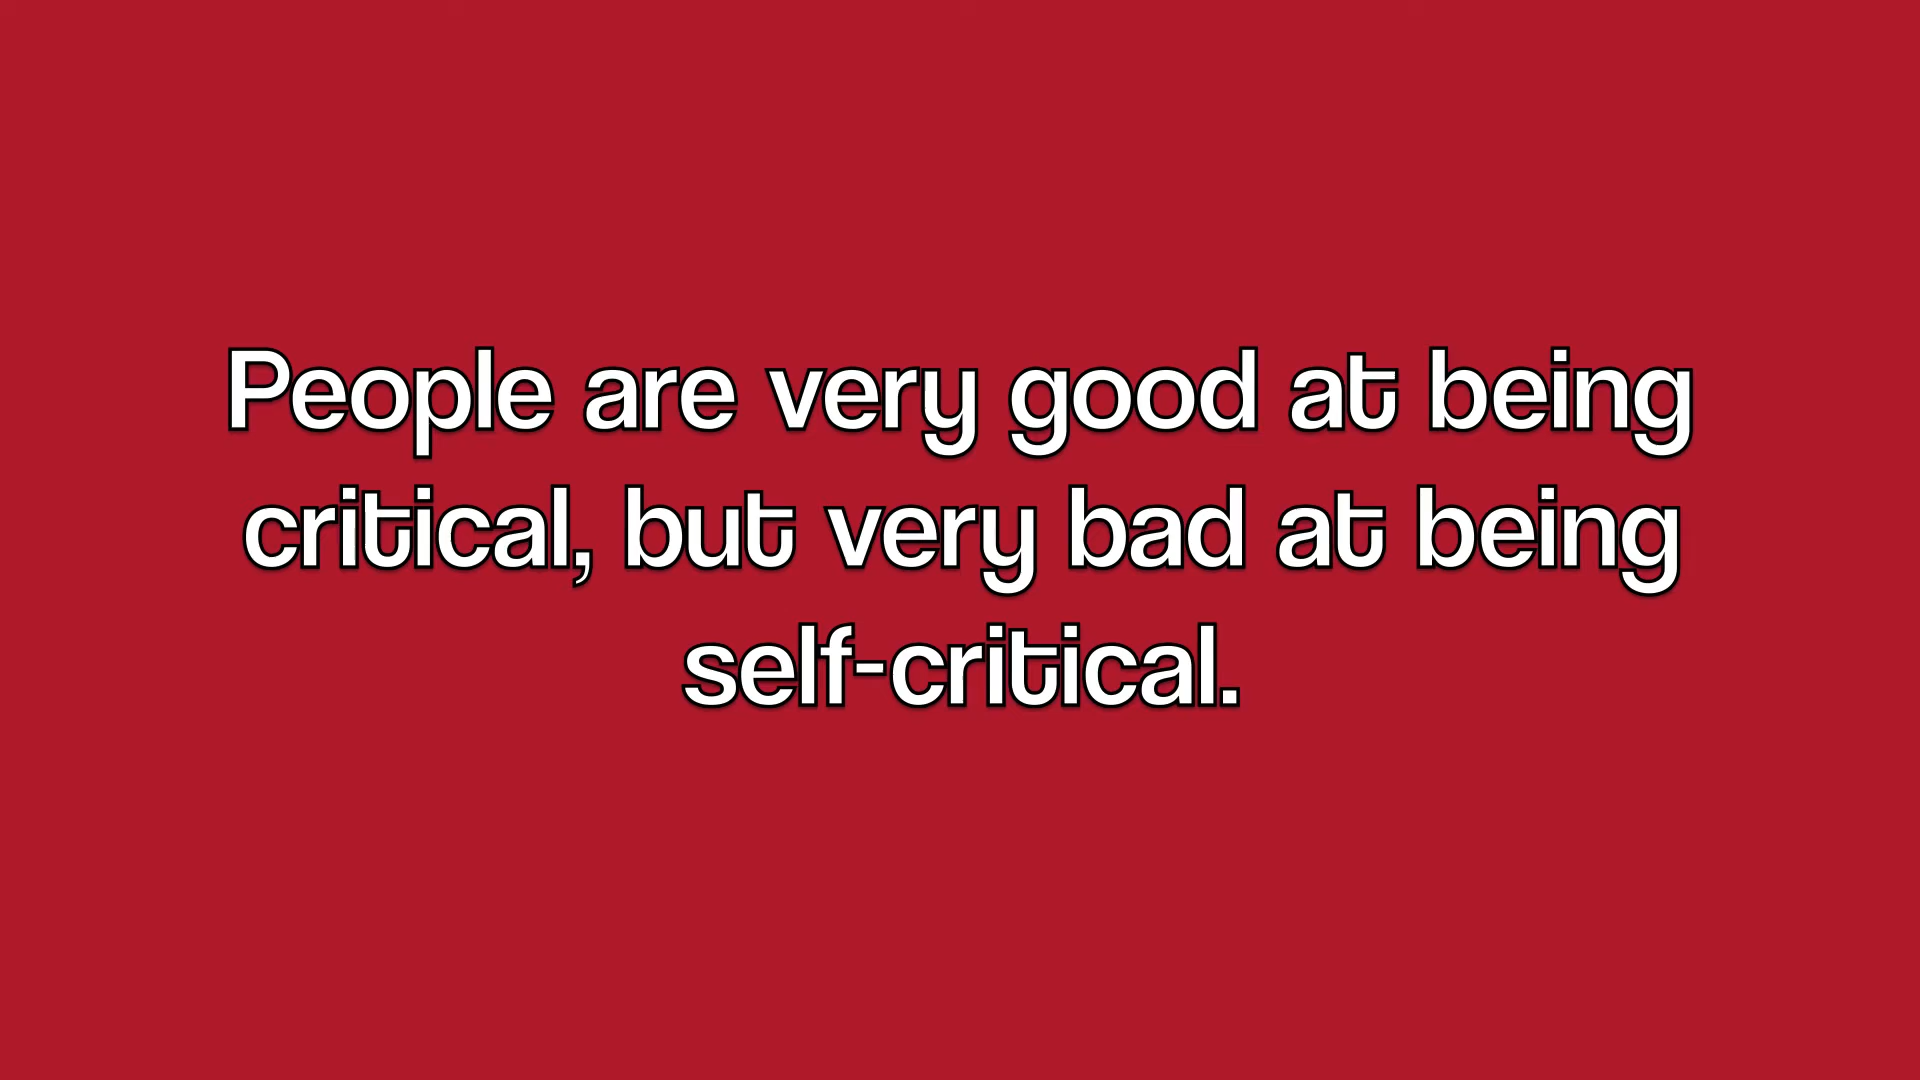 People are very good at being
critical, but very bad at being
self-critical.